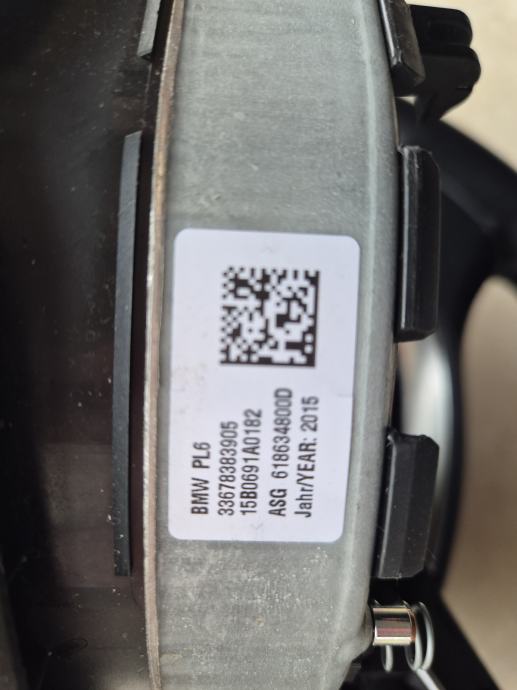 BMW PL6
33678383905
15B0691A0182
ASG 618634800D
Jahr/YEAR: 2015